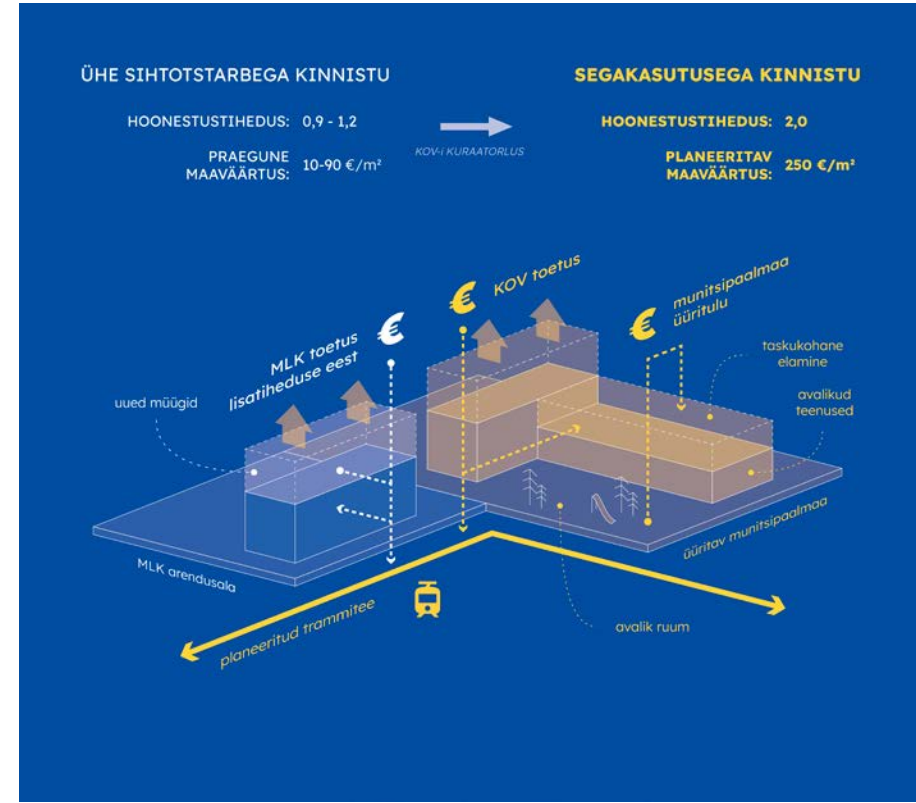 ÜHE SIHTOTSTARBEGA KINNISTU
HOONESTUSTIHEDUS: 0,9 - 1,2
PRAEGUNE
MAAVÄÄRTUS:
10-90 €/m²
KOV-i KURAATORLUS
SEGAKASUTUSEGA KINNISTU
HOONESTUSTIHEDUS: 2,0
PLANEERITAV
MAAVÄÄRTUS:
250 €/m²
€ KOV toetus
€ MLK toetus
lisatiheduse eest
€ munitsipaalmaa
üüritulu
taskukohane
elamine
avalikud
teenused
uued müügid
MLK arendusala
üüritav munitsipaalmaa
planeeritud trammitee
avalik ruum